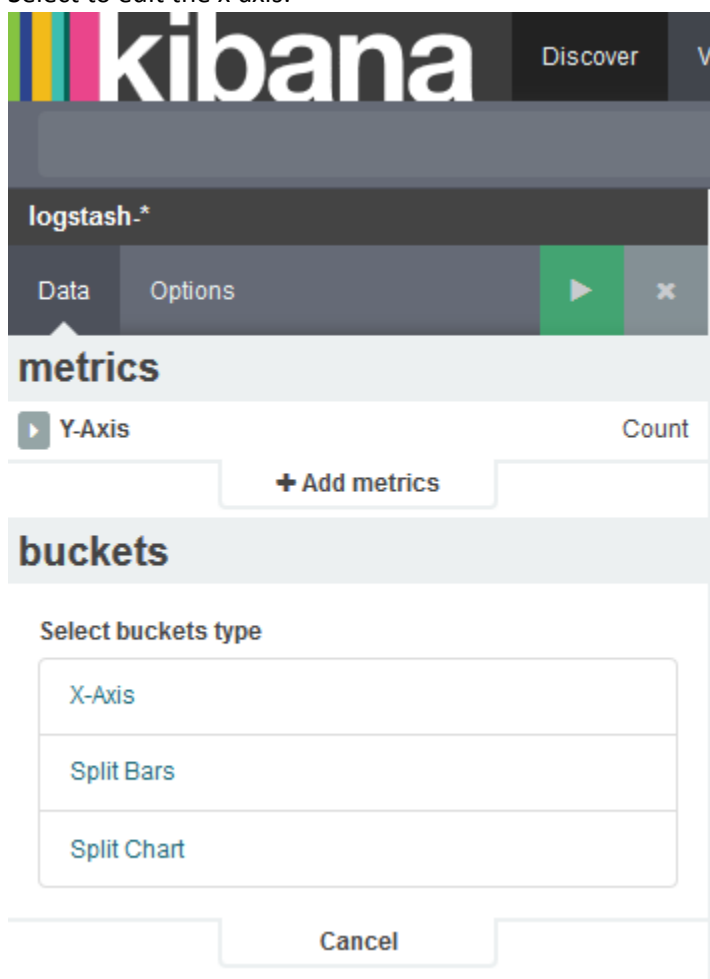 Select to edit the x-axis.
kibana
Discover
logstash-*
Data Options
metrics
Y-Axis Count
Add metrics
buckets
Select buckets type
X-Axis
Split Bars
Split Chart
Cancel